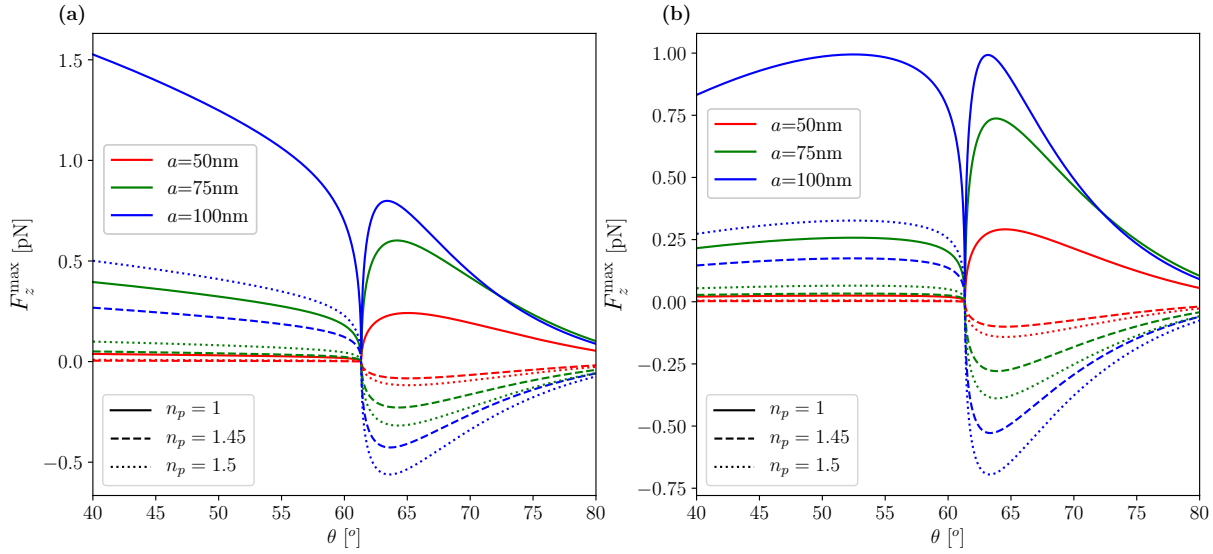 (a)
F_z^max [pN]
1.5
1.0
0.5
0.0
−0.5
a=50nm
a=75nm
a=100nm
n_p = 1
n_p = 1.45
n_p = 1.5
40 45 50 55 60 65 70 75 80
θ [°]
(b)
F_z^max [pN]
1.00
0.75
0.50
0.25
0.00
−0.25
−0.50
−0.75
a=50nm
a=75nm
a=100nm
n_p = 1
n_p = 1.45
n_p = 1.5
40 45 50 55 60 65 70 75 80
θ [°]